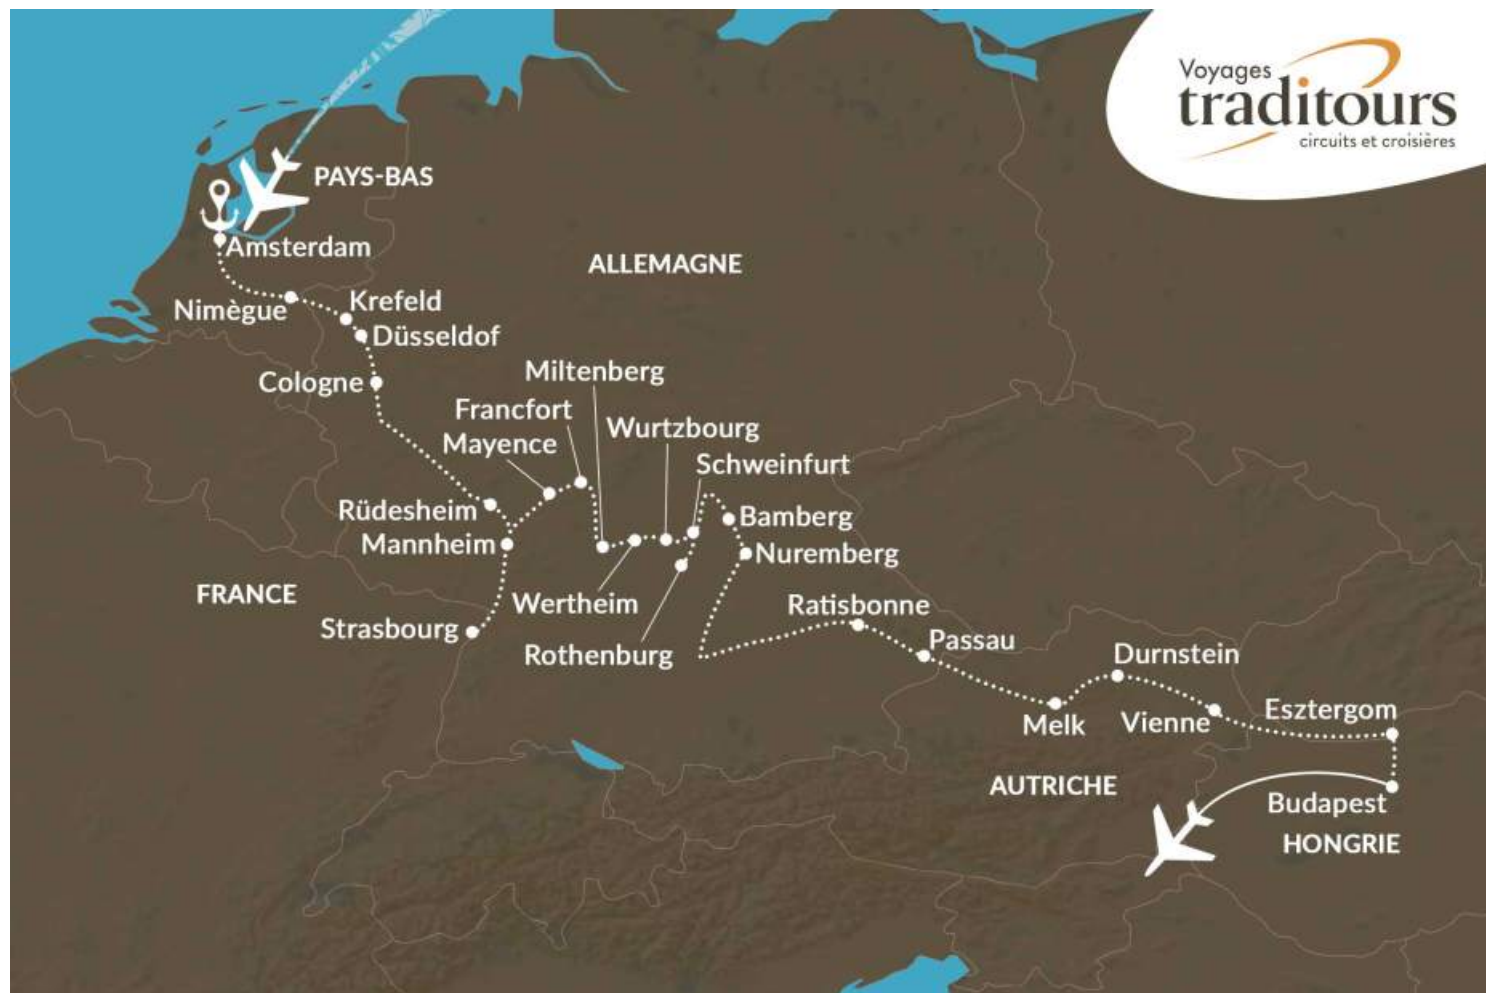 Voyages
traditours
circuits et croisières
PAYS-BAS
Amsterdam
ALLEMAGNE
Nimègue
Krefeld
Düsseldof
Cologne
Miltenberg
Francfort
Wurtzbourg
Mayence
Schweinfurt
Rüdesheim
Bamberg
Mannheim
Nuremberg
FRANCE
Wertheim
Ratisbonne
Strasbourg
Rothenburg
Passau
Durnstein
Esztergom
Melk
Vienne
AUTRICHE
Budapest
HONGRIE